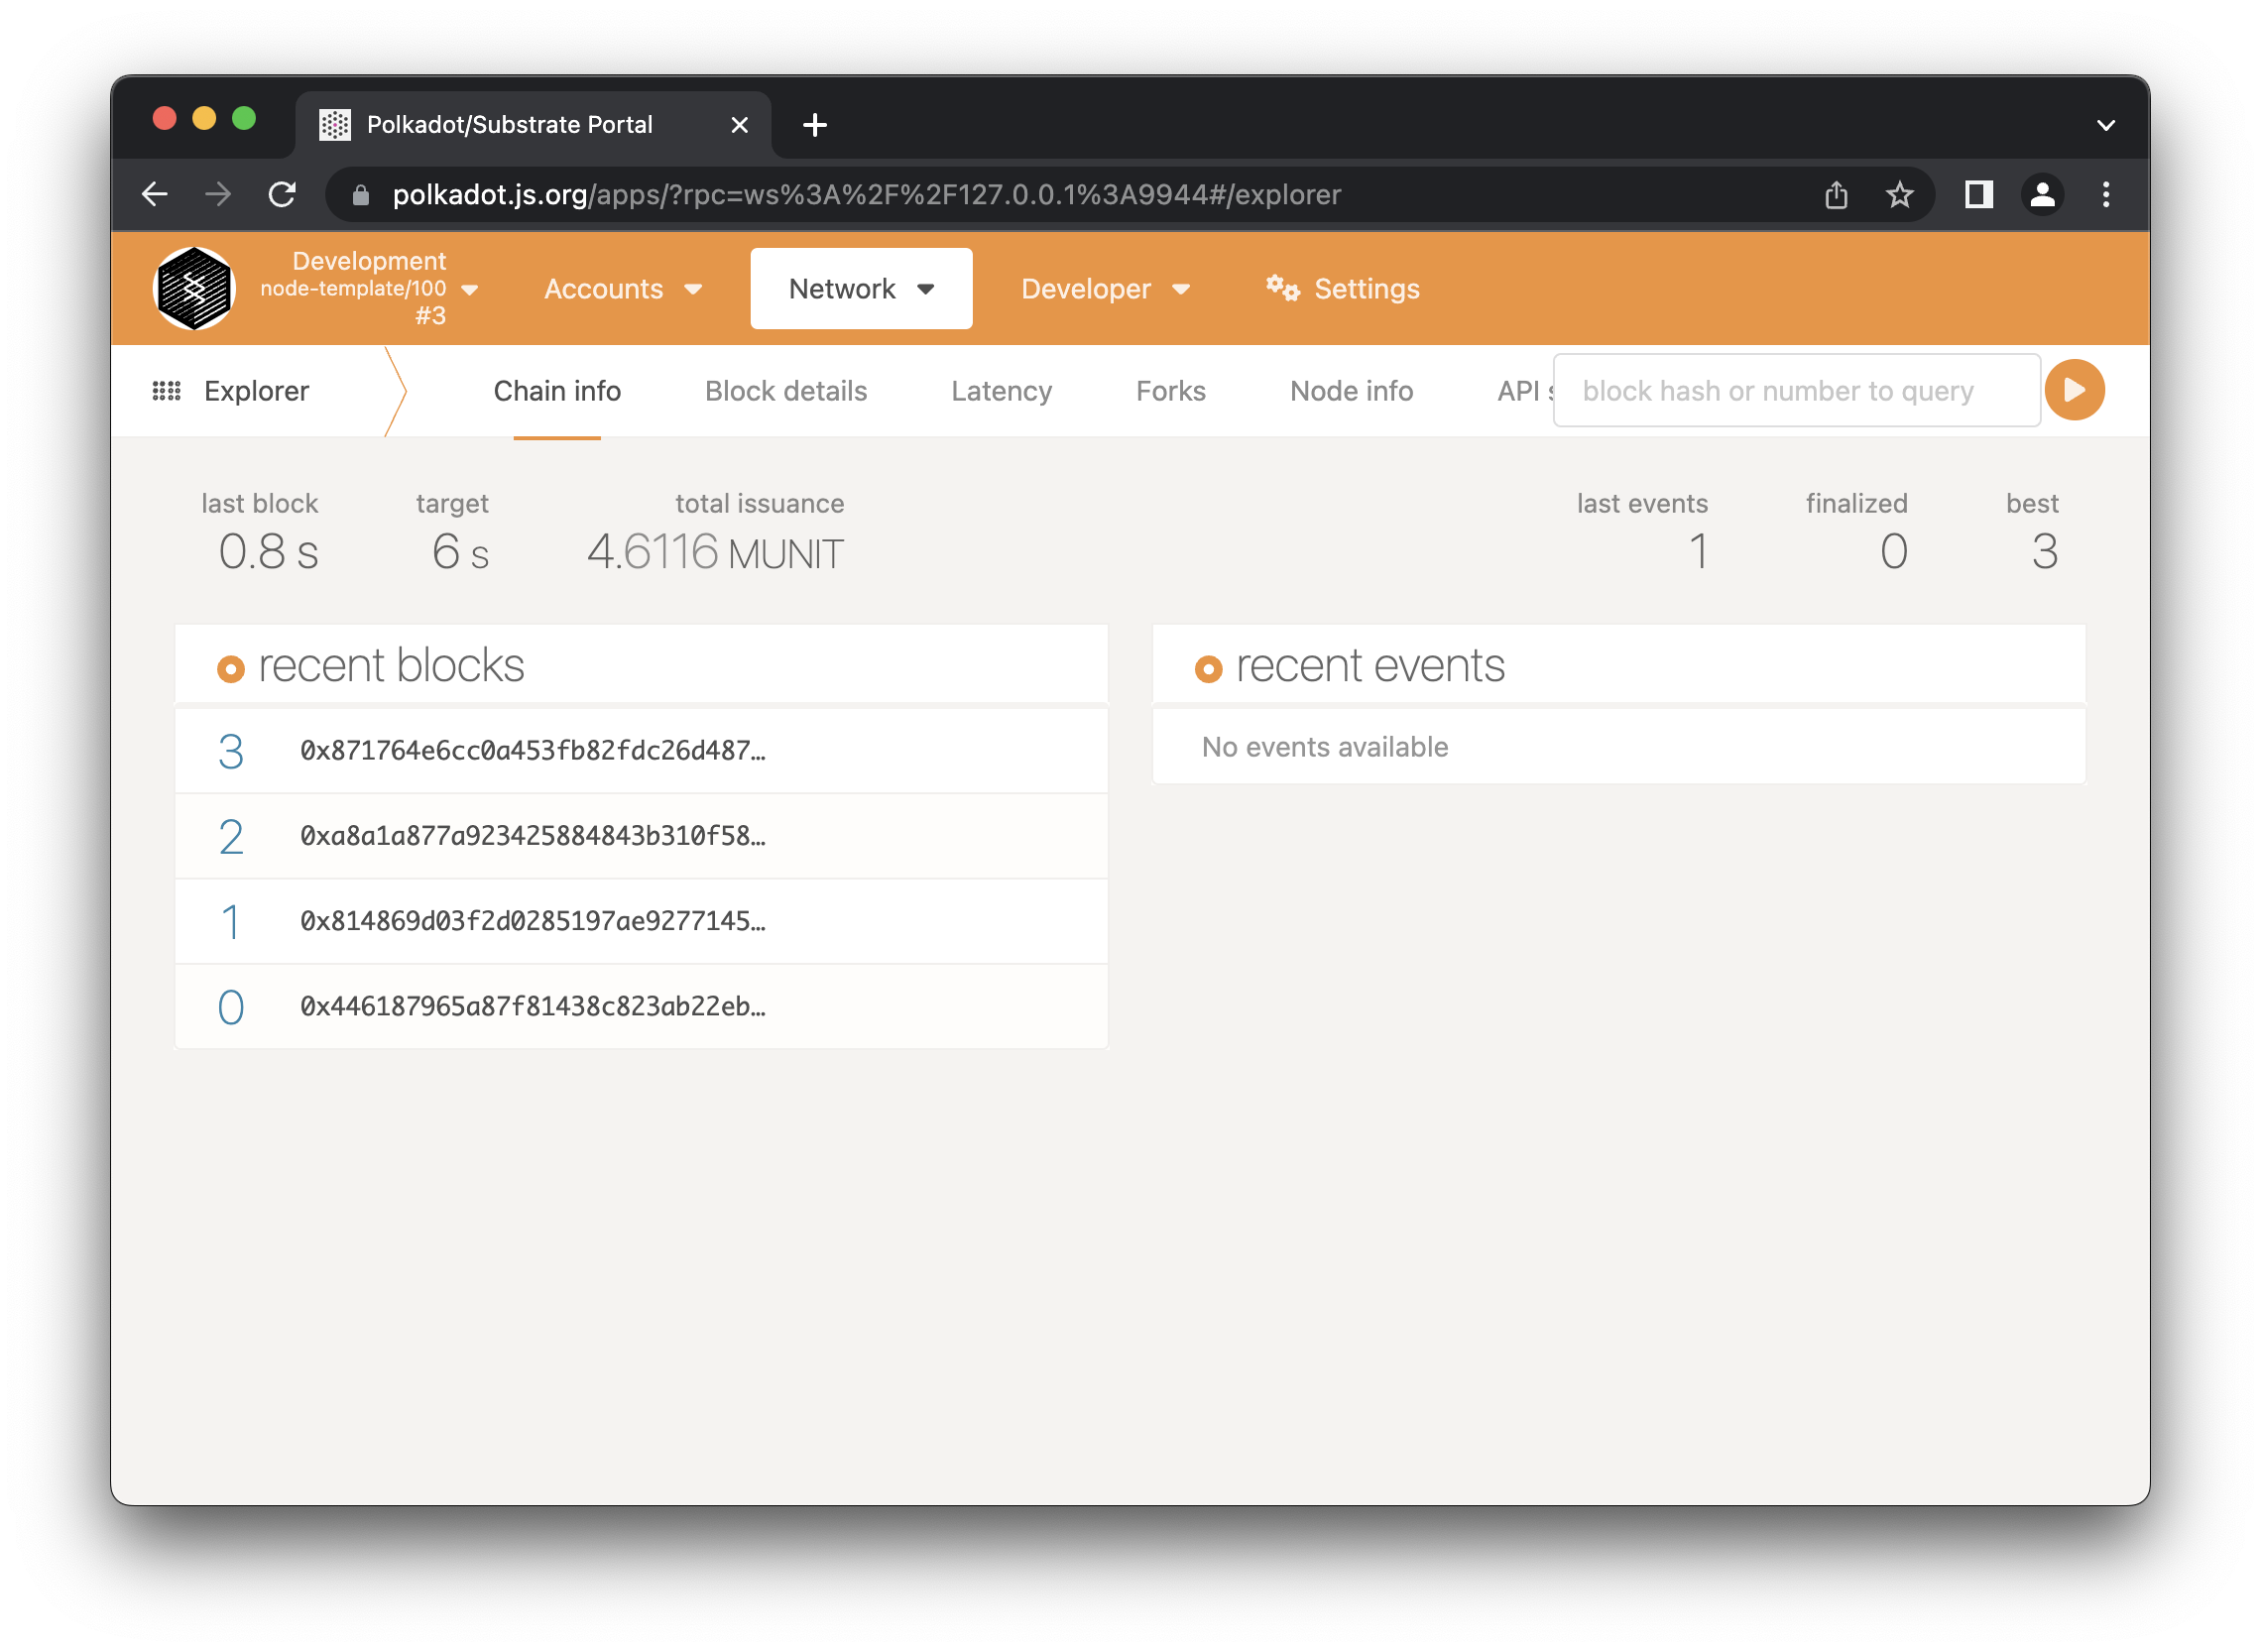 Polkadot/Substrate Portal
polkadot.js.org/apps/?rpc=ws%3A%2F%2F127.0.0.1%3A9944#/explorer
Development
node-template/100
#3
Accounts
Network
Developer
Settings
Explorer
Chain info
Block details
Latency
Forks
Node info
API
block hash or number to query
last block
0.8 s
target
6 s
total issuance
4.6116 MUNIT
last events
1
finalized
0
best
3
recent blocks
3 0x871764e6cc0a453fb82fdc26d487…
2 0xa8a1a877a923425884843b310f58…
1 0x814869d03f2d0285197ae9277145…
0 0x446187965a87f81438c823ab22eb…
recent events
No events available